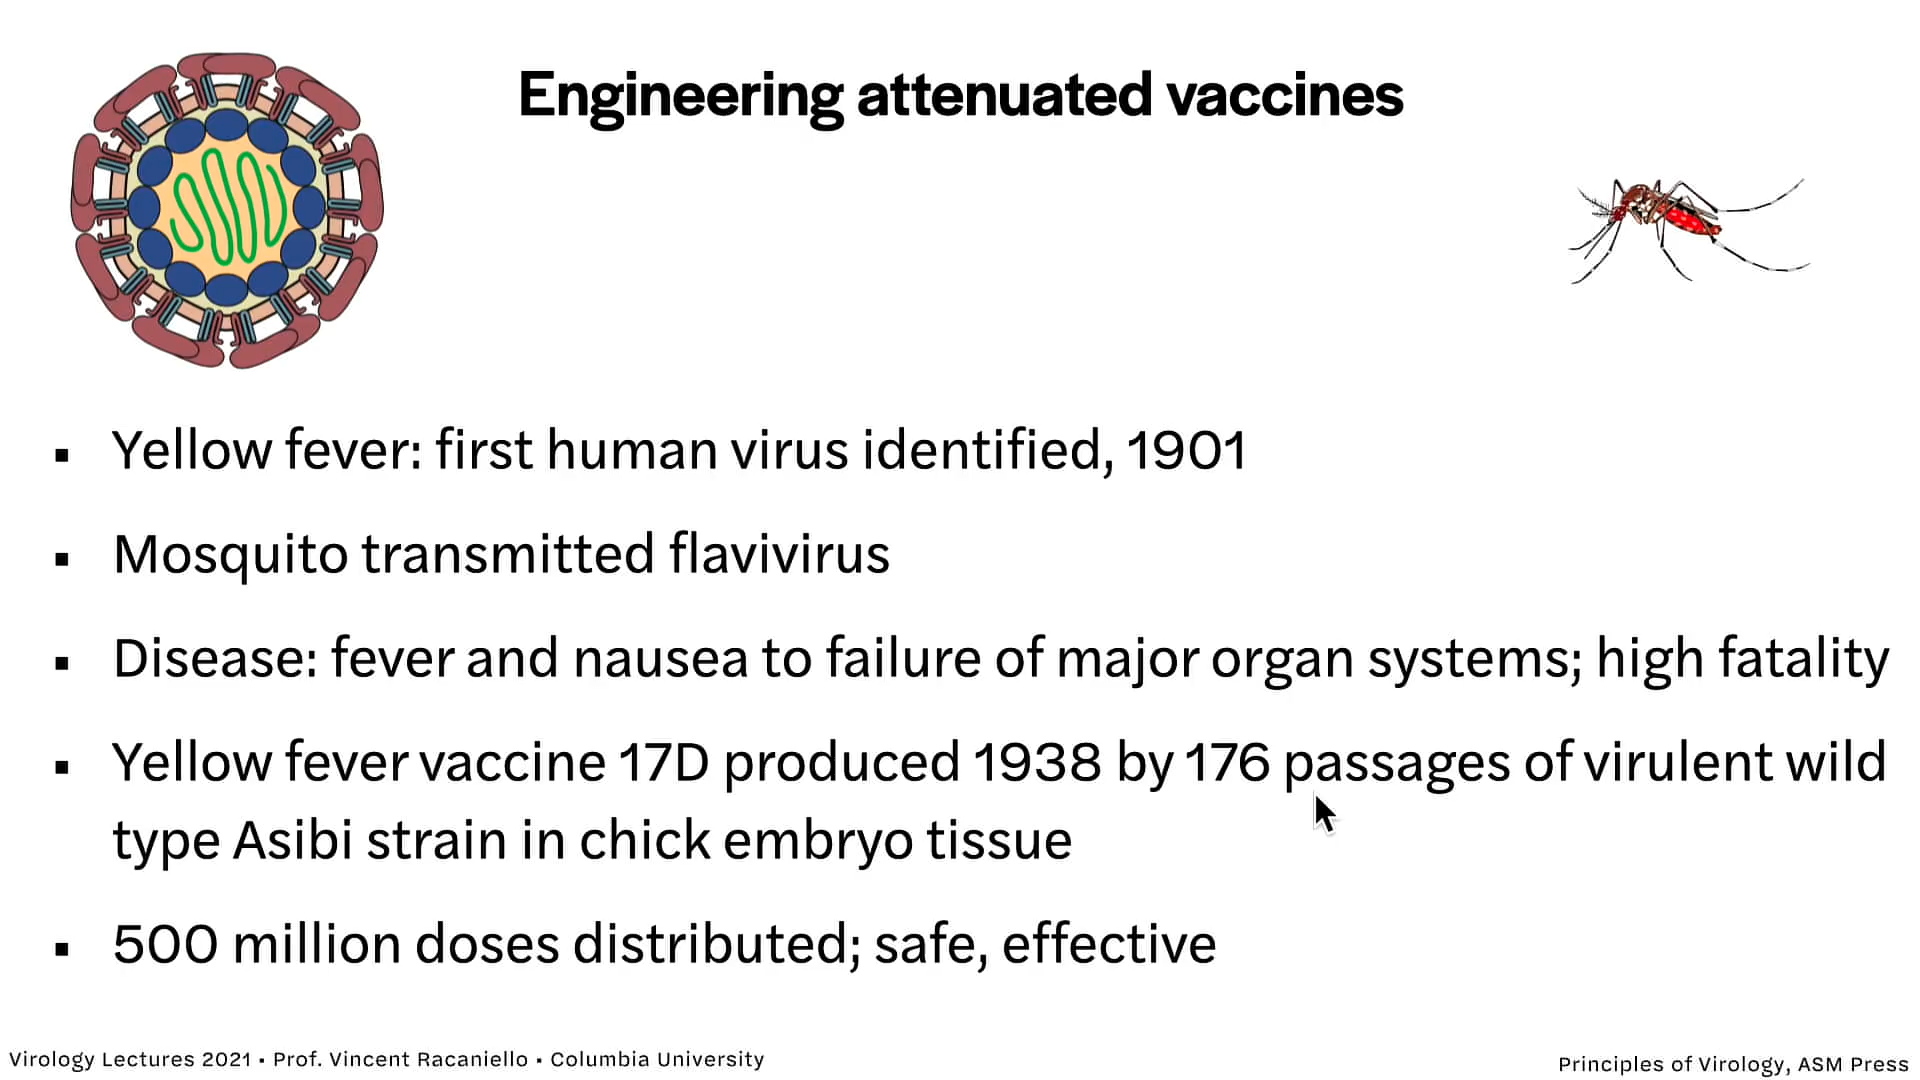 Engineering attenuated vaccines
▪ Yellow fever: first human virus identified, 1901
▪ Mosquito transmitted flavivirus
▪ Disease: fever and nausea to failure of major organ systems; high fatality
▪ Yellow fever vaccine 17D produced 1938 by 176 passages of virulent wild
type Asibi strain in chick embryo tissue
▪ 500 million doses distributed; safe, effective
Virology Lectures 2021 • Prof. Vincent Racaniello • Columbia University
Principles of Virology, ASM Press